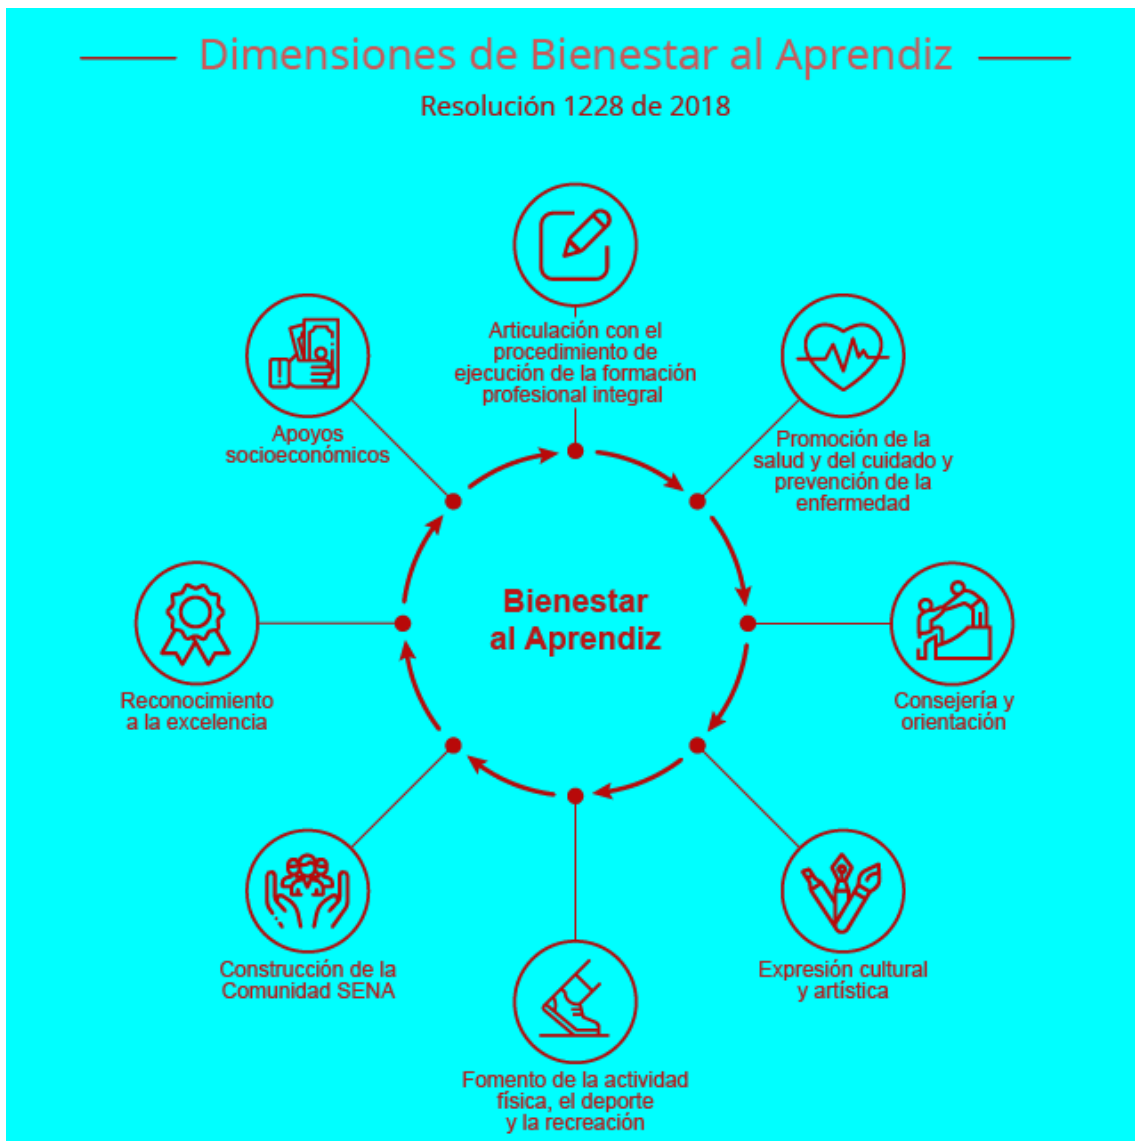 Dimensiones de Bienestar al Aprendiz
Resolución 1228 de 2018
Articulación con el
procedimiento de
ejecución de la formación
profesional integral
Promoción de la
salud y del cuidado y
prevención de la
enfermedad
Consejería y
orientación
Expresión cultural
y artística
Fomento de la actividad
física, el deporte
y la recreación
Construcción de la
Comunidad SENA
Reconocimiento
a la excelencia
Apoyos
socioeconómicos
Bienestar
al Aprendiz